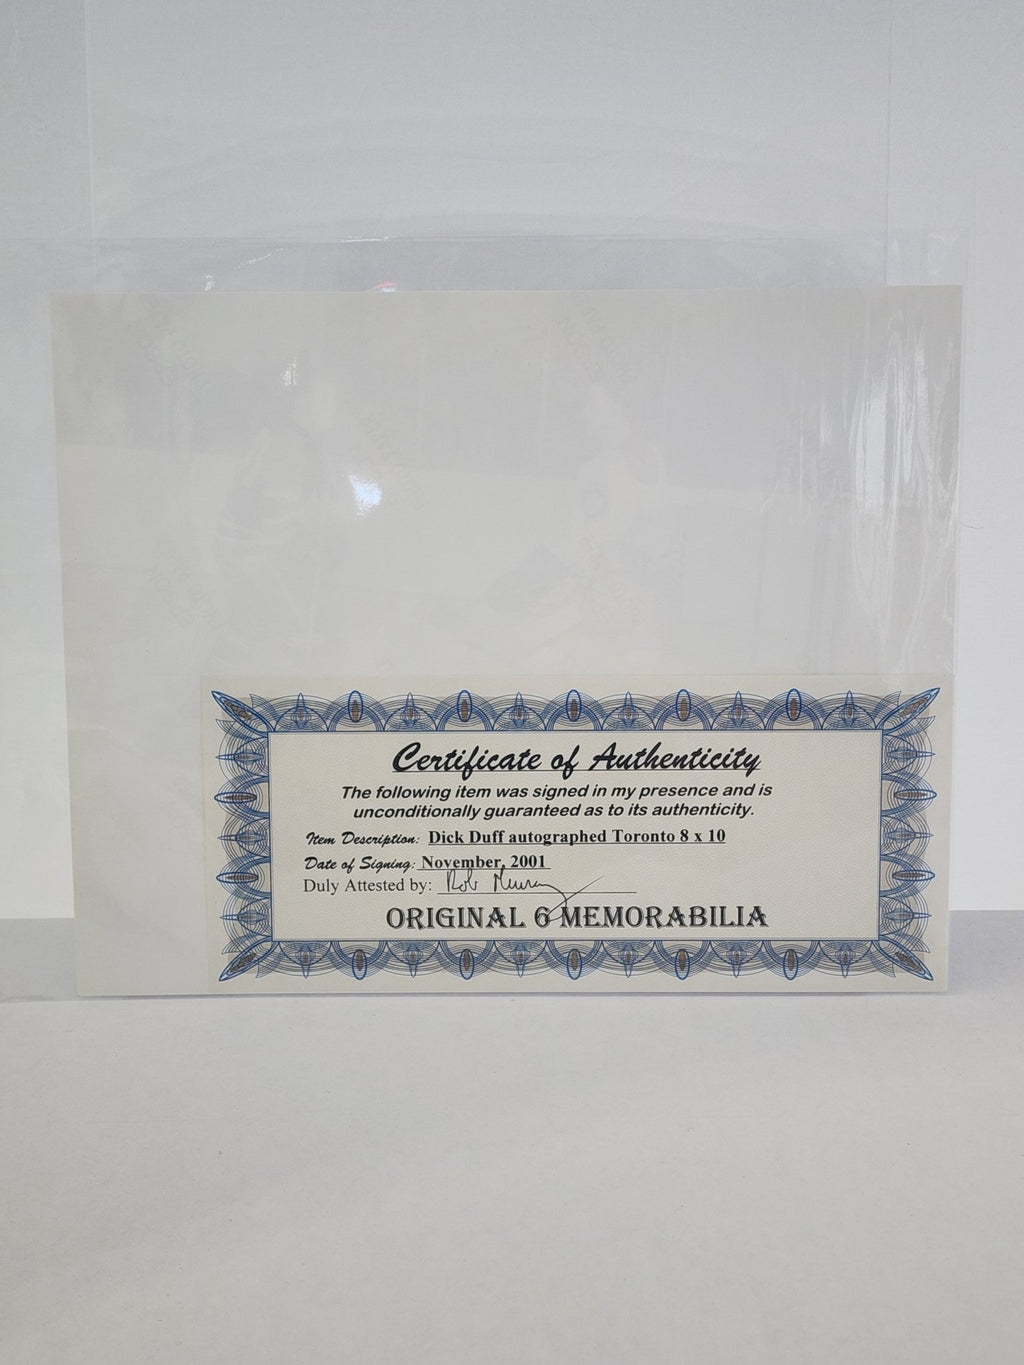 Certificate of Authenticity
The following item was signed in my presence and is
unconditionally guaranteed as to its authenticity.
Item Description: Dick Duff autographed Toronto 8 x 10
Date of Signing: November, 2001
Duly Attested by: Rob Murray
ORIGINAL 6 MEMORABILIA